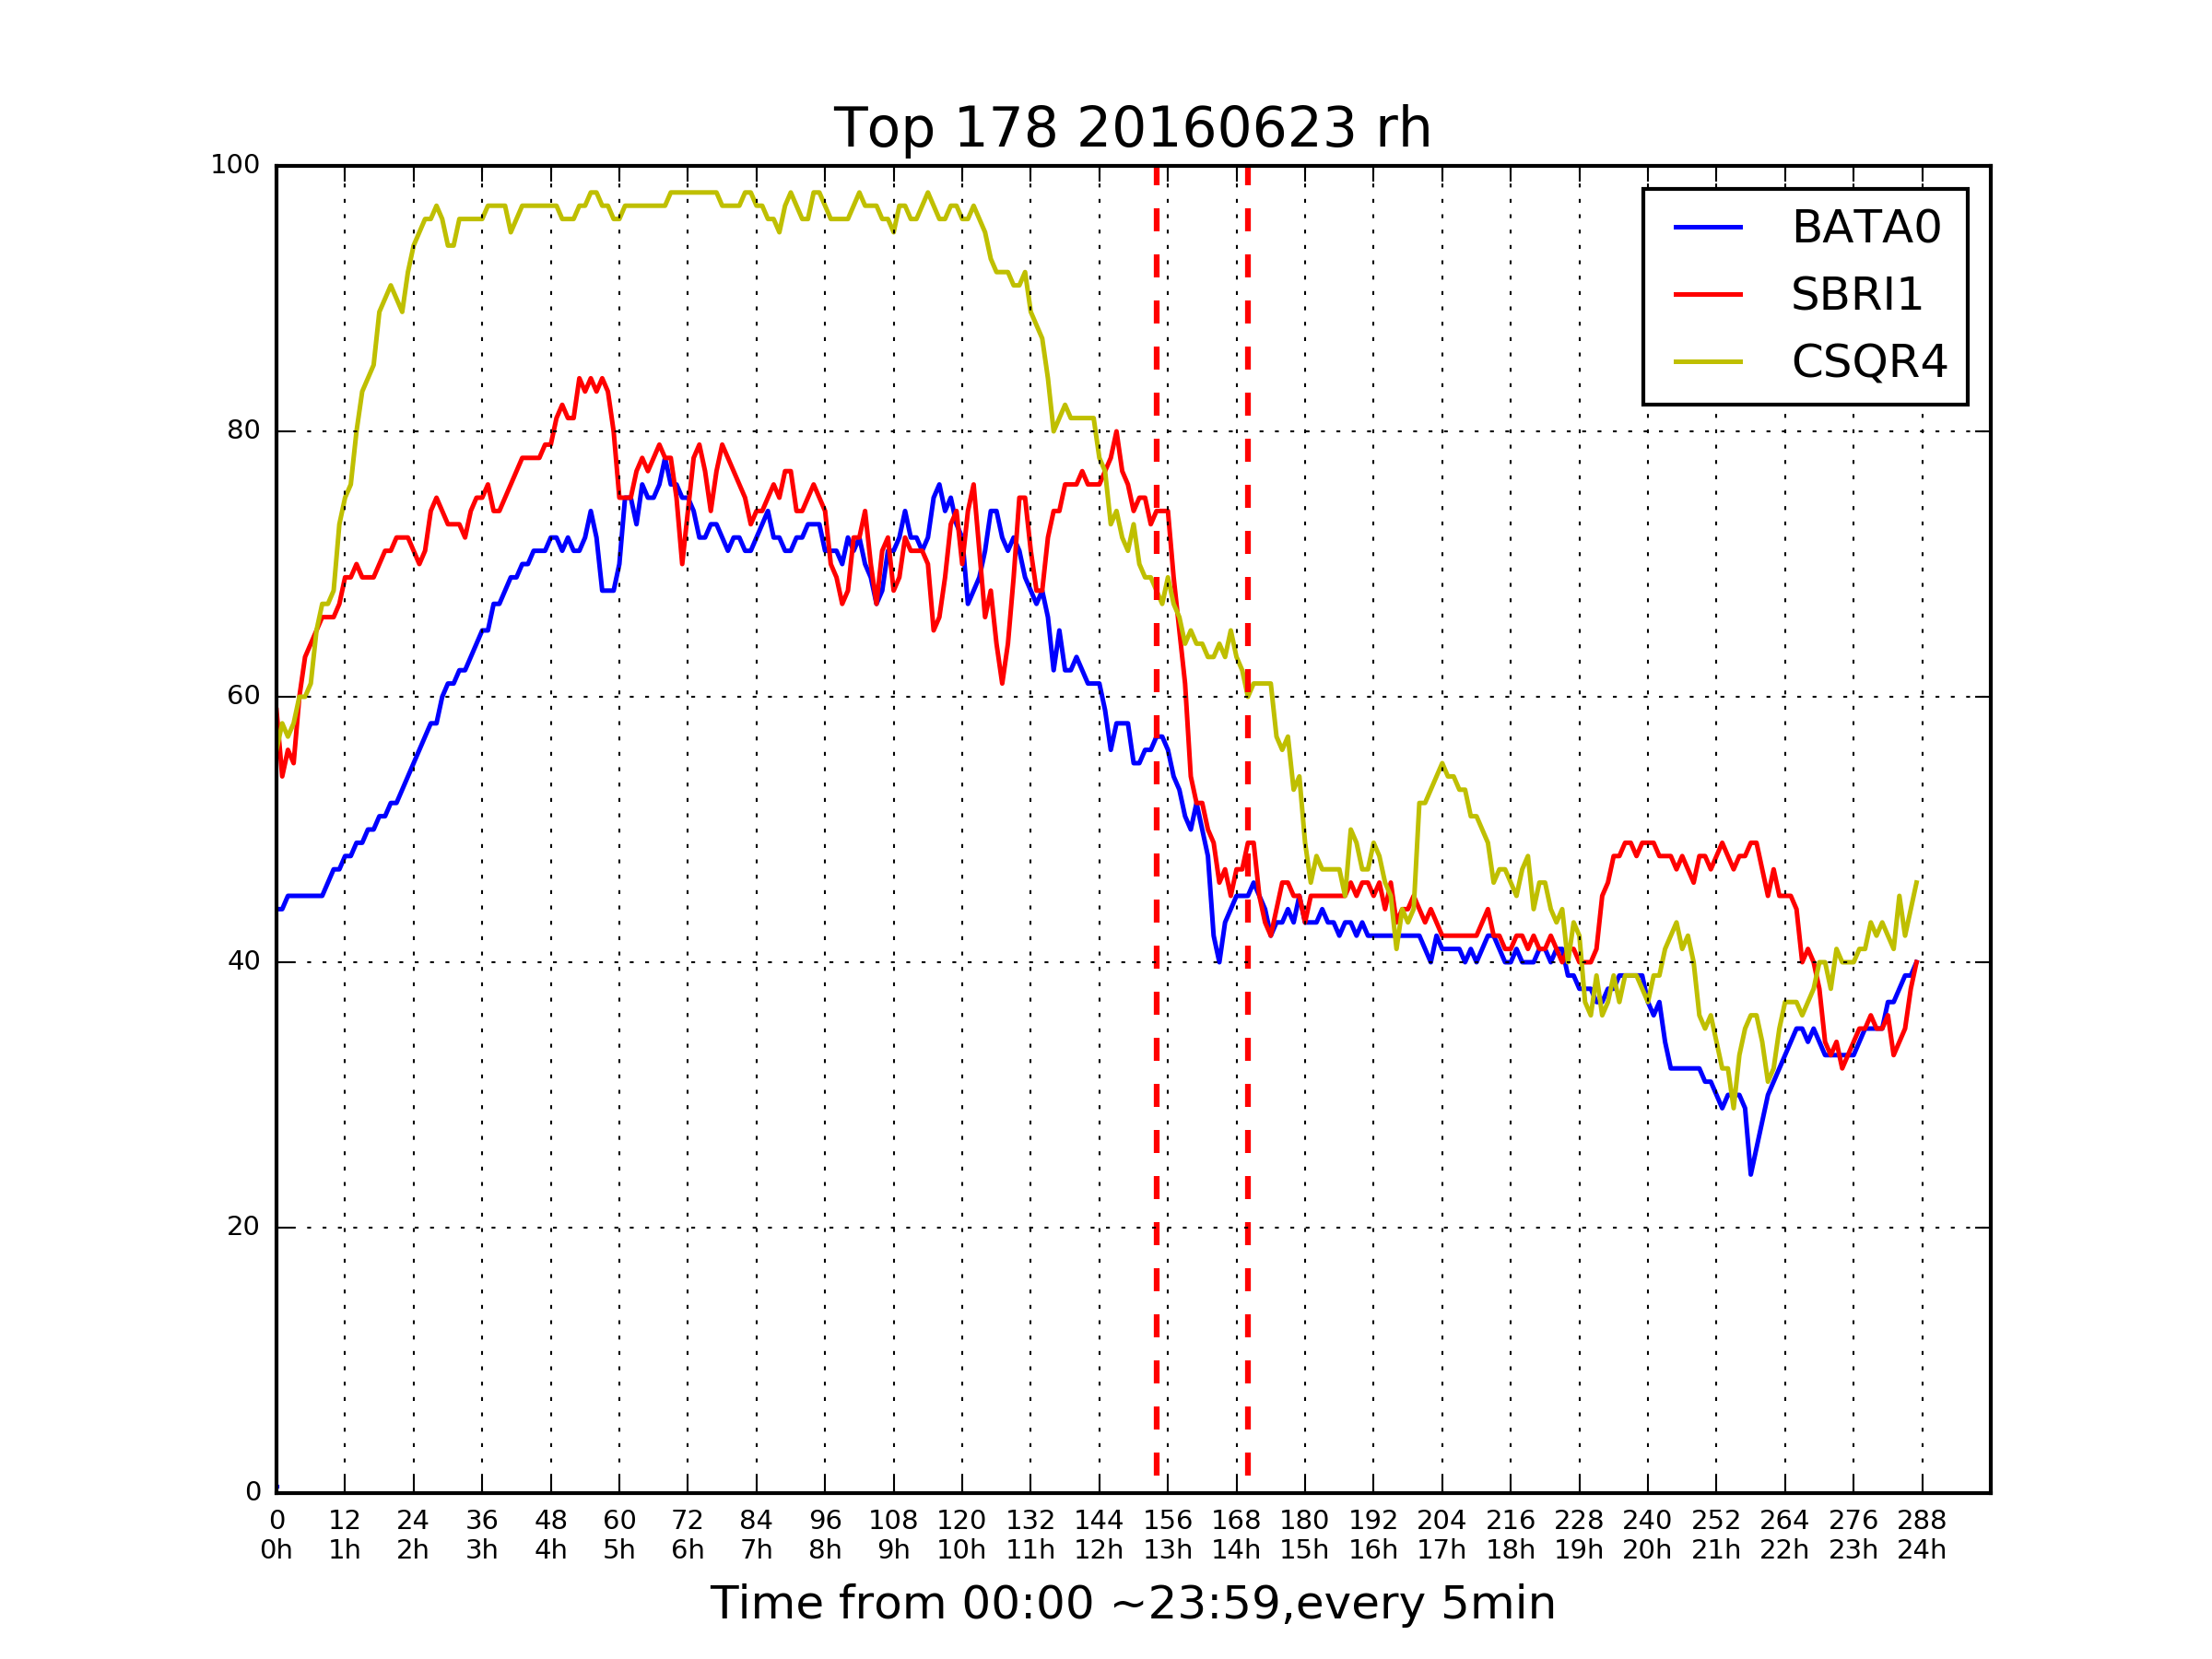 Top 178 20160623 rh
100
80
60
40
20
0
BATA0
SBRI1
CSQR4
0 12 24 36 48 60 72 84 96 108 120 132 144 156 168 180 192 204 216 228 240 252 264 276 288
0h 1h 2h 3h 4h 5h 6h 7h 8h 9h 10h 11h 12h 13h 14h 15h 16h 17h 18h 19h 20h 21h 22h 23h 24h
Time from 00:00 ~23:59,every 5min